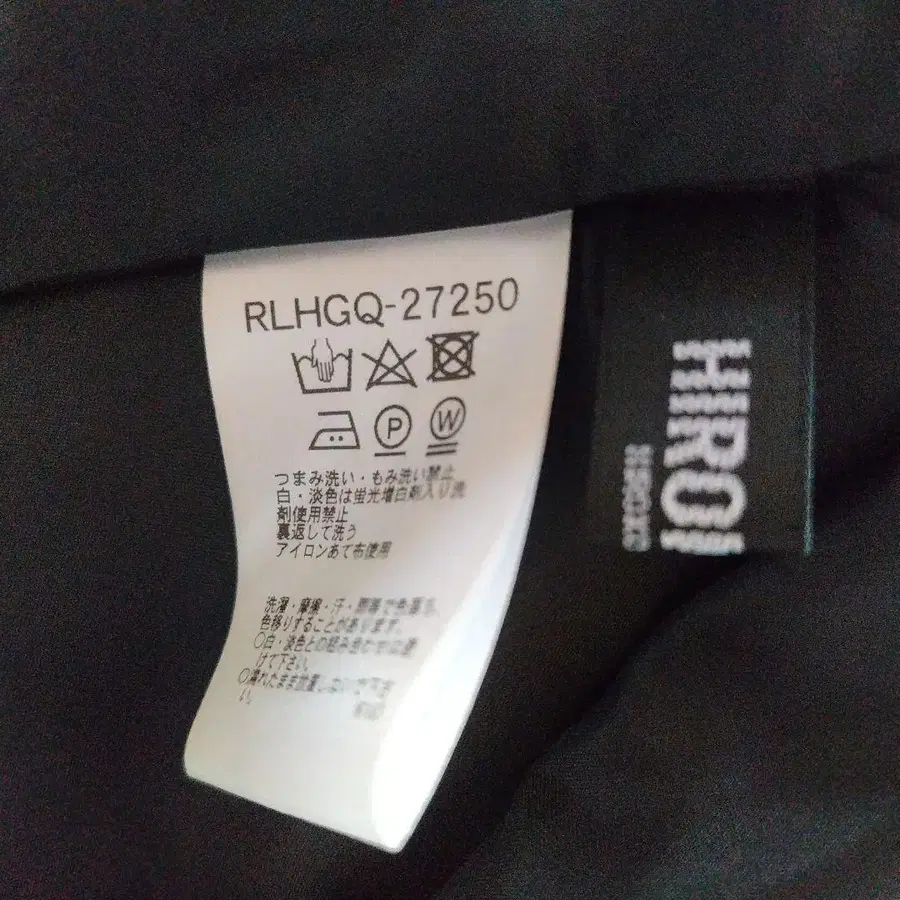 RLHGQ-27250
P W
つまみ洗い・もみ洗い禁止
白・淡色は蛍光増白剤入り洗
剤使用禁止
裏返して洗う
アイロンあて布使用
洗濯・摩擦・汗・雨等で色落ち、
色移りすることがあります。
○白・淡色との組み合わせは避
けて下さい。
○濡れたまま放置しないで下さ
い。
HIRO